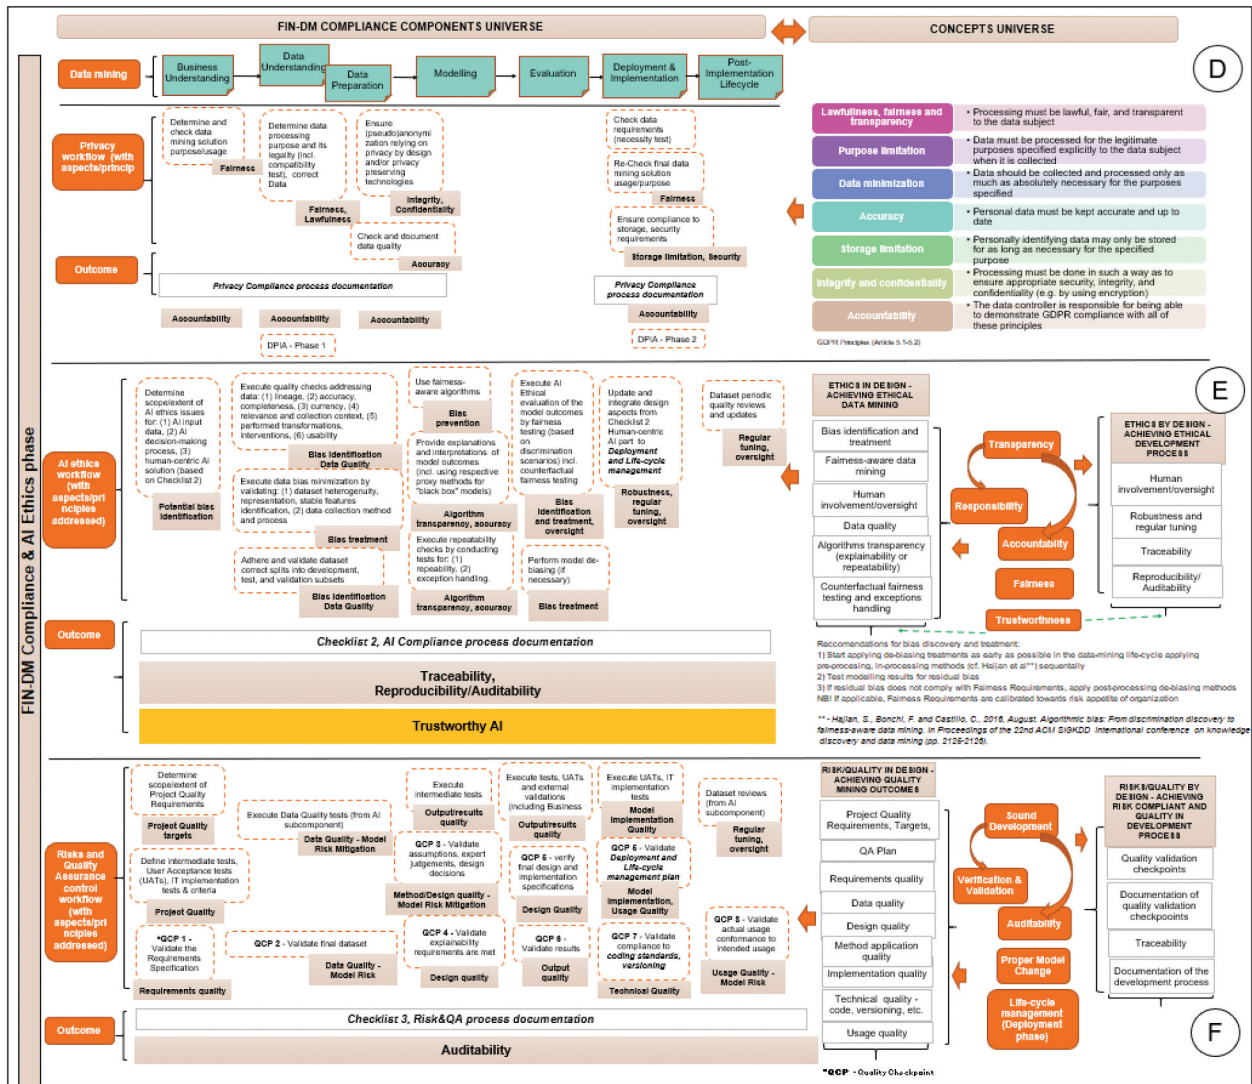 FIN-DM COMPLIANCE COMPONENTS UNIVERSE
CONCEPTS UNIVERSE
D
FIN-DM Compliance & AI Ethics phase
Data mining
Business
Understanding
Data
Understanding
Data
Preparation
Modelling
Evaluation
Deployment &
Implementation
Post-
Implementation
Lifecycle
Privacy
workflow (with
aspects/princip
Determine and
check data
mining solution
purpose/usage
Fairness
Determine data
processing
purpose and its
legality (incl.
compatibility
test), correct
Data
Fairness,
Lawfulness
Ensure
(pseudo)anonymi
zation relying on
privacy by design
and/or privacy
preserving
technologies
Integrity,
Confidentiality
Check and document
data quality
Accuracy
Check data
requirements
(necessity test)
Re-Check final data
mining solution
usage/purpose
Fairness
Ensure compliance to
storage, security
requirements
Storage limitation, Security
Outcome
Privacy Compliance process documentation
Privacy Compliance
process documentation
Accountability
Accountability
Accountability
Accountability
DPIA - Phase 1
DPIA - Phase 2
Lawfullness, fairness and
transparency
• Processing must be lawful, fair, and transparent
to the data subject
Purpose limitation
• Data must be processed for the legitimate
purposes specified explicitly to the data subject
when it is collected
Data minimization
• Data should be collected and processed only as
much as absolutely necessary for the purposes
specified
Accuracy
• Personal data must be kept accurate and up to
date
Storage limitation
• Personally identifying data may only be stored
for as long as necessary for the specified
purpose
Integrity and confidentiality
• Processing must be done in such a way as to
ensure appropriate security, integrity, and
confidentiality (e.g. by using encryption)
Accountability
• The data controller is responsible for being able
to demonstrate GDPR compliance with all of
these principles
GDPR Principles (Article 5.1-5.2)
E
AI ethics
workflow
(with
aspects/pri
nciples
addressed)
Determine
scope/extent of
AI ethics issues
for: (1) AI input
data, (2) AI
decision-making
process, (3)
human-centric AI
solution (based
on Checklist 2)
Potential bias
identification
Execute quality checks addressing
data: (1) lineage, (2) accuracy,
completeness, (3) currency, (4)
relevance and collection context, (5)
performed transformations,
interventions, (6) usability
Bias Identification
Data Quality
Execute data bias minimization by
validating: (1) dataset heterogenuity,
representation, stable features
identification, (2) data collection method
and process
Bias treatment
Adhere and validate dataset
correct splits into development,
test, and validation subsets
Bias Identification
Data Quality
Use fairness-
aware algorithms
Bias
prevention
Provide explanations
and interpretations of
model outcomes
(incl. using respective
proxy methods for
"black box" models)
Algorithm
transparency, accuracy
Execute repeatability
checks by conducting
tests for: (1)
repeability, (2)
exception handling.
Algorithm
transparency, accuracy
Execute AI
Ethical
evaluation of the
model outcomes
by fairness
testing (based
on
discrimination
scenarios) incl.
counterfactual
fairness testing
Bias
identification
and treatment,
oversight
Perform model de-
biasing (if
necessary)
Bias treatment
Update and
integrate design
aspects from
Checklist 2
Human-centric
AI part to
Deployment
and Life-cycle
management
Robustness,
regular
tuning,
oversight
Dataset periodic
quality reviews
and updates
Regular
tuning,
oversight
ETHICS IN DESIGN -
ACHIEVING ETHICAL
DATA MINING
Bias identification and
treatment
Fairness-aware data
mining
Human
involvement/oversight
Data quality
Algorithms transparency
(explainability or
repeatability)
Counterfactual fairness
testing and exceptions
handling
Transparency
Responsibility
Accountability
Fairness
Trustworthness
ETHICS BY DESIGN -
ACHIEVING ETHICAL
DEVELOPMENT
PROCESS
Human
involvement/oversight
Robustness and
regular tuning
Traceability
Reproducibility/
Auditability
Outcome
Checklist 2, AI Compliance process documentation
Traceability,
Reproducibility/Auditability
Trustworthy AI
Reccomendations for bias discovery and treatment:
1) Start applying de-biasing treatments as early as possible in the data-mining life-cycle applying
pre-procesing, in-processing methods (cf. Haijan et al**) sequentially
2) Test modelling results for residual bias
3) If residual bias does not comply with Fairness Requirements, apply post-processing de-biasing methods
NB! If applicable, Fairness Requirements are calibrated towards risk appetite of organization
** - Hajian, S., Bonchi, F. and Castillo, C., 2016, August. Algorithmic bias: From discrimination discovery to
fairness-aware data mining. In Proceedings of the 22nd ACM SIGKDD international conference on knowledge
discovery and data mining (pp. 2125-2126).
Risks and
Quality
Assurance
control
workflow
(with
aspects/pri
nciples
addressed)
Determine
scope/extent of
Project Quality
Requirements
Project Quality
targets
Define intermediate tests,
User Acceptance tests
(UATs), IT implementation
tests & criteria
Project Quality
*QCP 1 -
Validate the
Requirements
Specification
Requirements quality
Execute Data Quality tests (from AI
subcomponent)
Data Quality - Model
Risk Mitigation
QCP 2 - Validate final dataset
Data Quality -
Model Risk
Execute
intermediate tests
Output/results
quality
QCP 3 - Validate
assumptions, expert
judgements, design
decisions
Method/Design quality -
Model Risk Mitigation
QCP 4 - Validate
explainability
requirements are met
Design quality
Execute tests, UATs
and external
validations
(including Business
Output/results
quality
QCP 5 - verify
final design and
implementation
specifications
Design Quality
QCP 6 -
Validate results
Output
quality
Execute UATs, IT
implementation
tests
Model
Implementation
Quality
QCP 5 - Validate
Deployment and
Life-cycle
management plan
Model
implementation,
Usage Quality
QCP 7 - Validate
compliance to
coding standards,
versioning
Technical Quality
Dataset reviews
(from AI
subcomponent)
Regular
tuning,
oversight
QCP 8 - Validate
actual usage
conformance to
intended usage
Usage Quality -
Model Risk
RISK/QUALITY IN DESIGN -
ACHIEVING QUALITY
MINING OUTCOMES
Project Quality
Requirements, Targets,
QA Plan
Requirements quality
Data quality
Design quality
Method application
quality
Implementation quality
Technical quality -
code, versioning, etc.
Usage quality
*QCP - Quality Checkpoint
Sound
Development
Verification &
Validation
Auditability
Proper Model
Change
Life-cycle
management
(Deployment
phase)
RISKS/QUALITY BY
DESIGN - ACHIEVING
RISK COMPLIANT AND
QUALITY IN
DEVELOPMENT
PROCESS
Quality validation
checkpoints
Documentation of
quality validation
checkpooints
Traceability
Documentation of the
development process
F
Outcome
Checklist 3, Risk&QA process documentation
Auditability